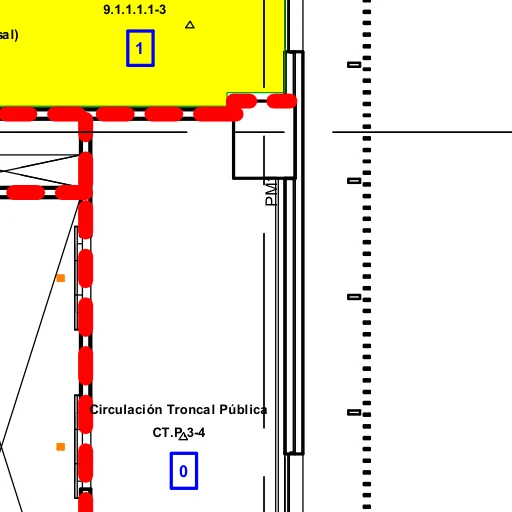 9.1.1.1.1-3
sal)
1
PM
Circulación Troncal Pública
CT.P.3-4
0